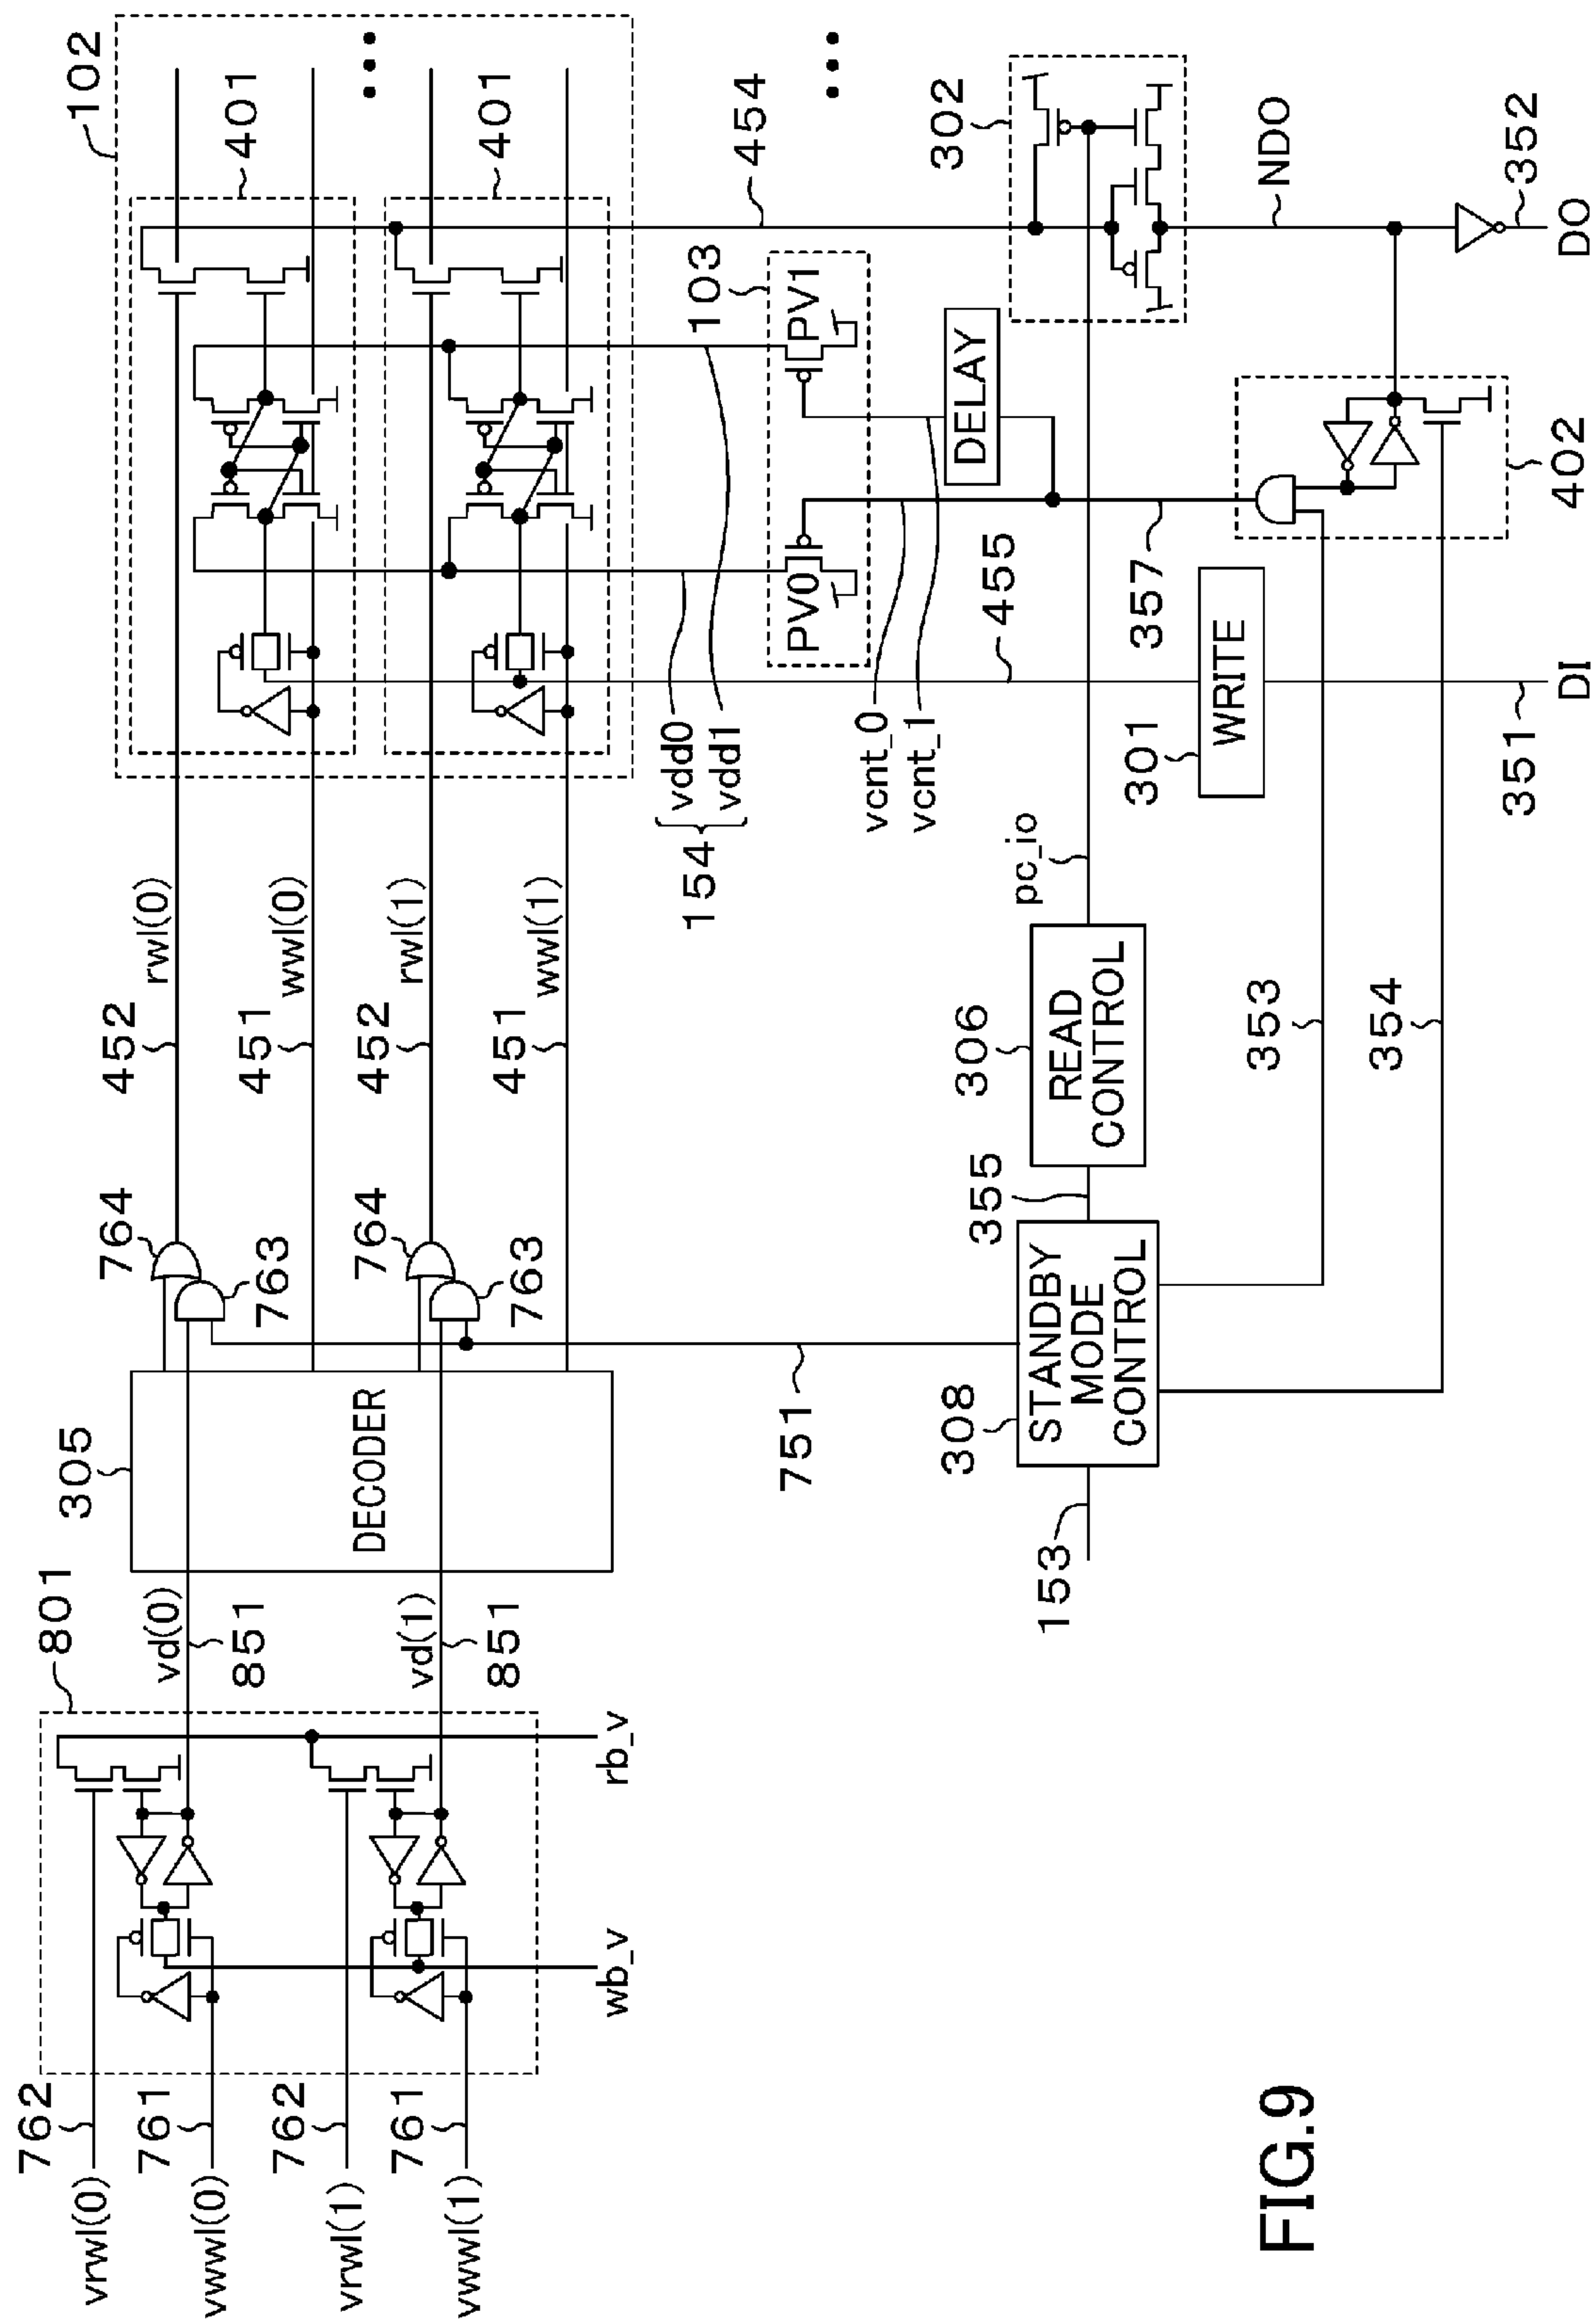 102
401
401
• • •
• • •
rwl(0)
452
764
wwl(0)
451
763
rwl(1)
452
764
wwl(1)
451
763
305
DECODER
801
vd(0)
851
vd(1)
851
rb_v
wb_v
762
vrwl(0)
761
vwwl(0)
762
vrwl(1)
761
vwwl(1)
454
103
PV0
PV1
154
vdd0
vdd1
vcnt_0
vcnt_1
DELAY
302
455
357
NDO
352
DO
402
301
WRITE
351
DI
pc_io
306
READ
CONTROL
355
353
354
751
308
STANDBY
MODE
CONTROL
153
FIG.9